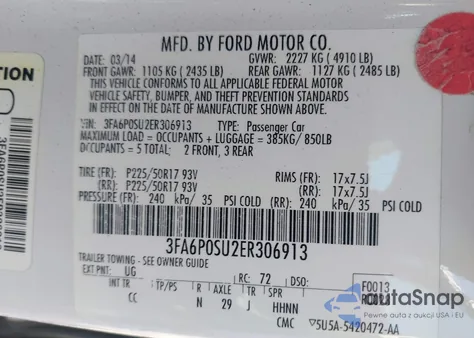 MFD. BY FORD MOTOR CO.
DATE: 03/14 GVWR: 2227 KG ( 4910 LB)
FRONT GAWR: 1105 KG ( 2435 LB) REAR GAWR: 1127 KG ( 2485 LB)
THIS VEHICLE CONFORMS TO ALL APPLICABLE FEDERAL MOTOR
VEHICLE SAFETY, BUMPER, AND THEFT PREVENTION STANDARDS
IN EFFECT ON THE DATE OF MANUFACTURE SHOWN ABOVE.
VIN: 3FA6P0SU2ER306913 TYPE: Passenger Car
MAXIMUM LOAD = OCCUPANTS + LUGGAGE = 385KG/850LB
OCCUPANTS = 5 TOTAL; 2 FRONT, 3 REAR
TIRE (FR): P225/50R17 93V RIMS (FR): 17x7.5J
(RR): P225/50R17 93V (RR): 17x7.5J
PRESSURE (FR): 240 kPa/ 35 PSI COLD (RR): 240 kPa/ 35 PSI COLD
3FA6P0SU2ER306913
TRAILER TOWING - SEE OWNER GUIDE
EXT PNT: UG RC: 72 DSO: F0013
INT TR TP/PS R AXLE TR SPR
CC N 29 J HHNN
CMC 5U5A-5420472-AA
TION
autoSnap
Pewne auta z aukcji USA i EU